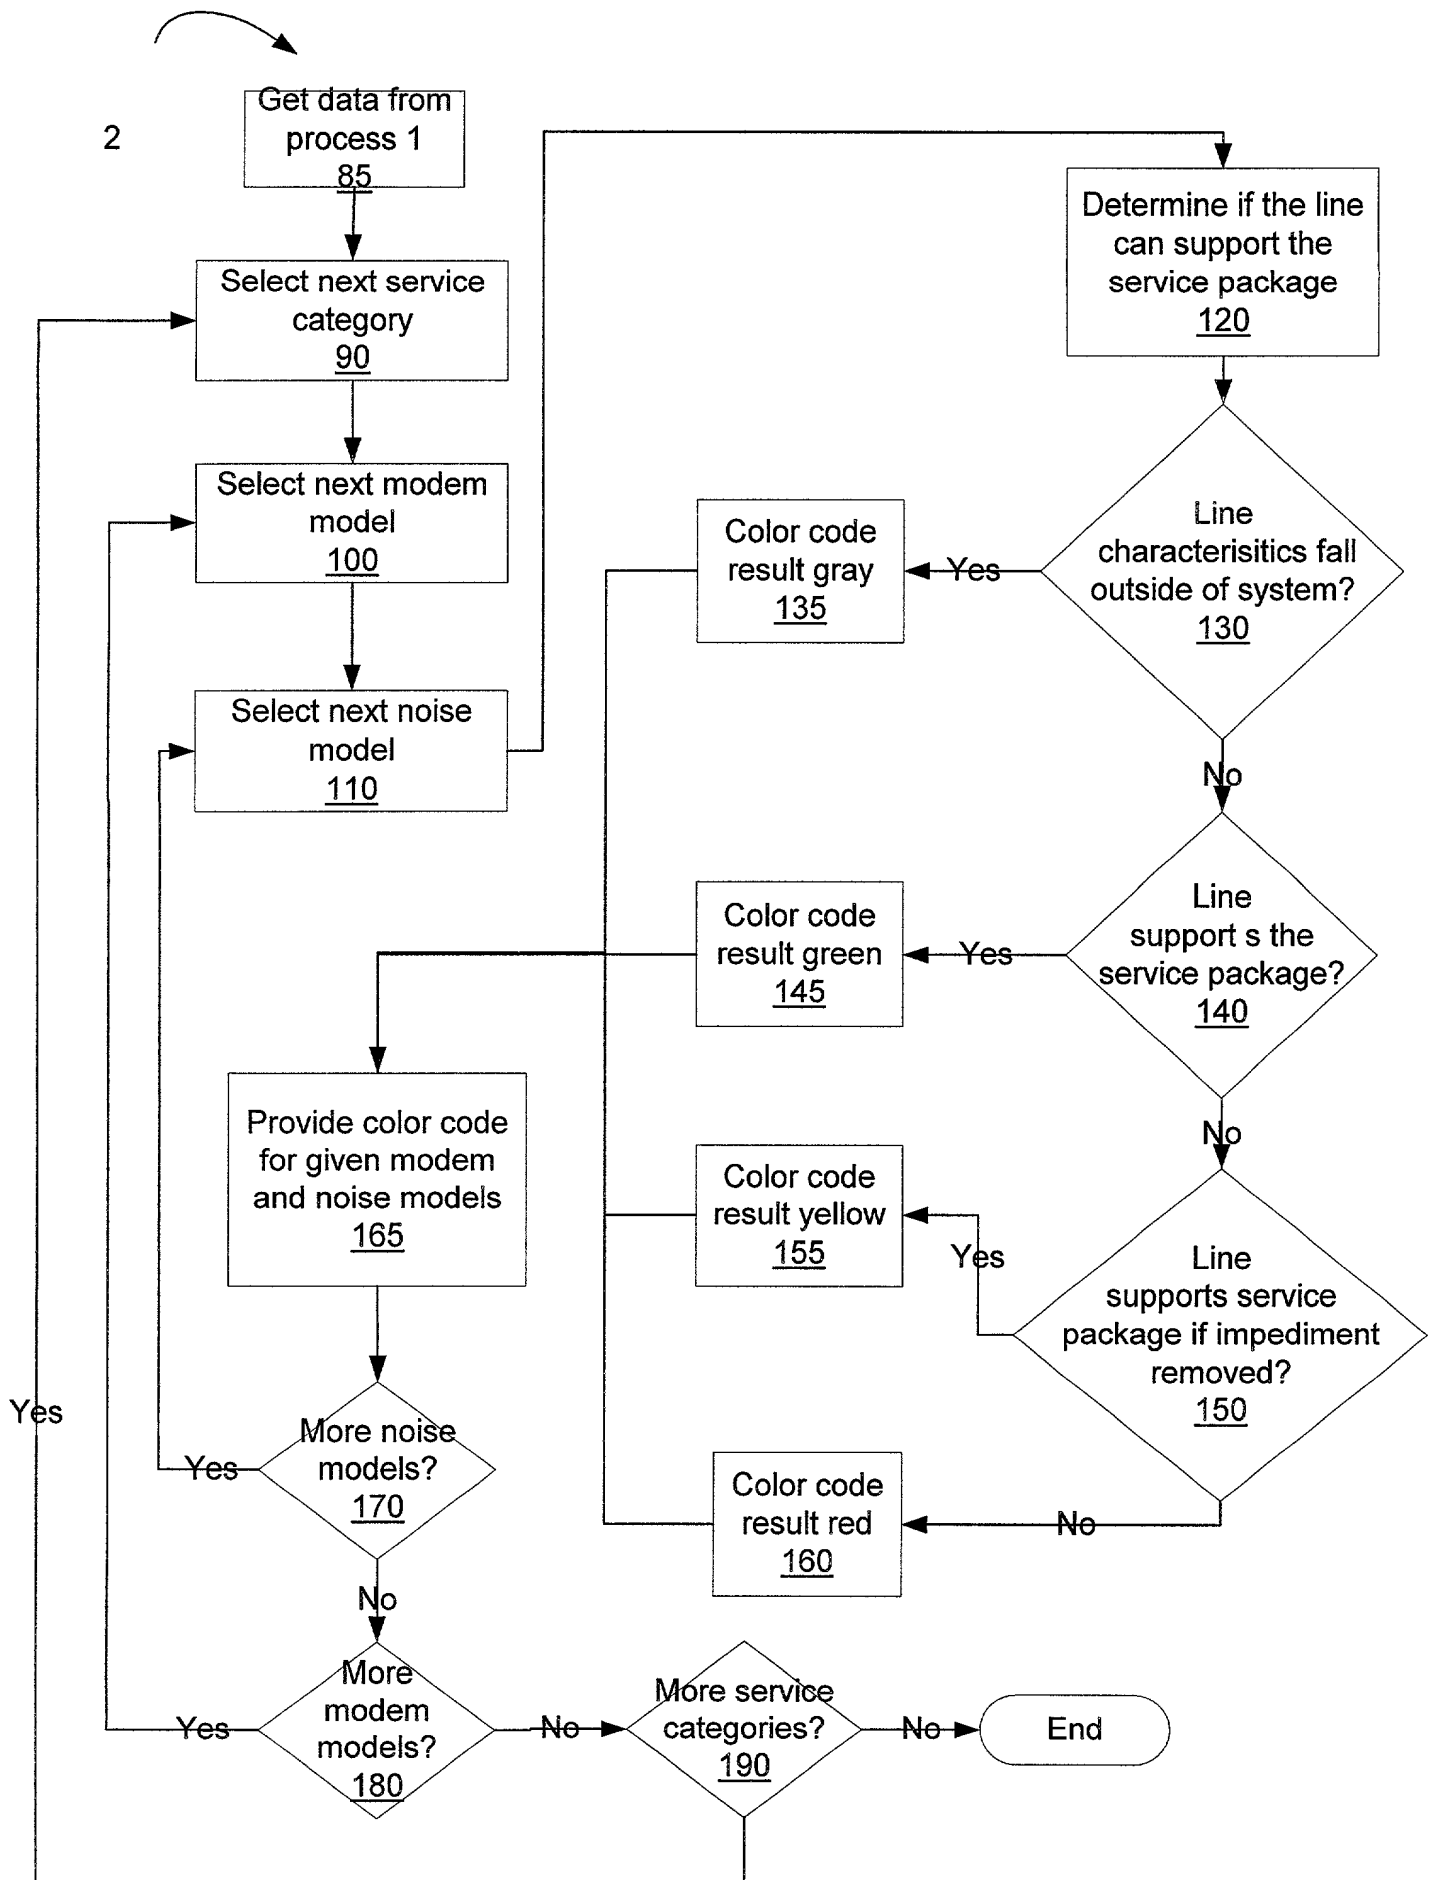 2
Get data from
process 1
85
Select next service
category
90
Select next modem
model
100
Select next noise
model
110
Determine if the line
can support the
service package
120
Line
characterisitics fall
outside of system?
130
Yes
Color code
result gray
135
No
Line
support s the
service package?
140
Yes
Color code
result green
145
No
Line
supports service
package if impediment
removed?
150
Yes
Color code
result yellow
155
No
Color code
result red
160
Provide color code
for given modem
and noise models
165
More noise
models?
170
Yes
No
More
modem
models?
180
Yes
No
More service
categories?
190
Yes
No
End